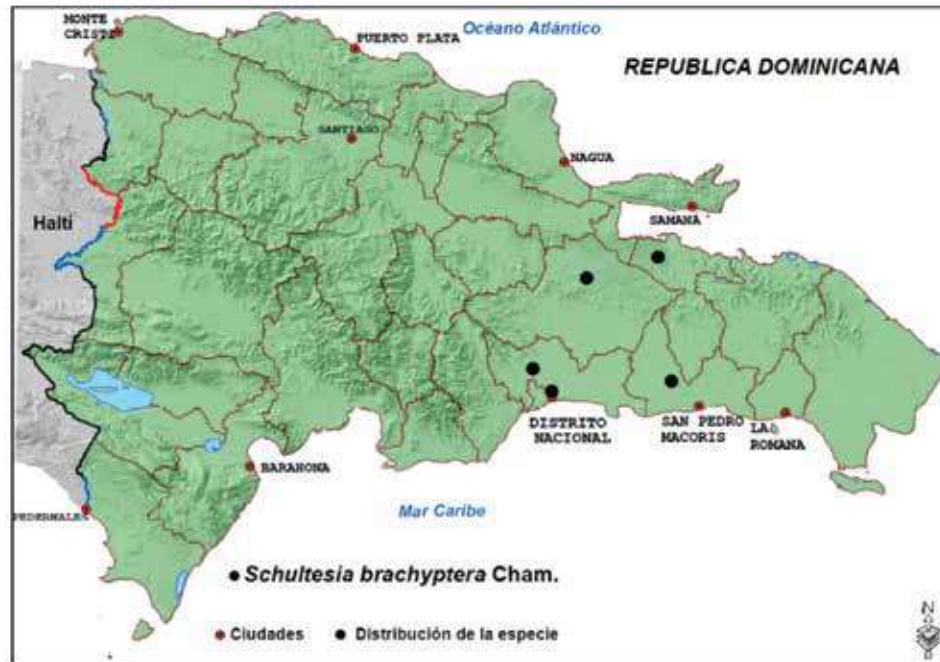 MONTE
CRISTI
PUERTO PLATA
Océano Atlántico
REPUBLICA DOMINICANA
SANTIAGO
NAGUA
SAMANA
Haití
DISTRITO
NACIONAL
SAN PEDRO
MACORIS
LA
ROMANA
BARAHONA
PEDERNALES
Mar Caribe
Schultesia brachyptera Cham.
Ciudades
Distribución de la especie
N